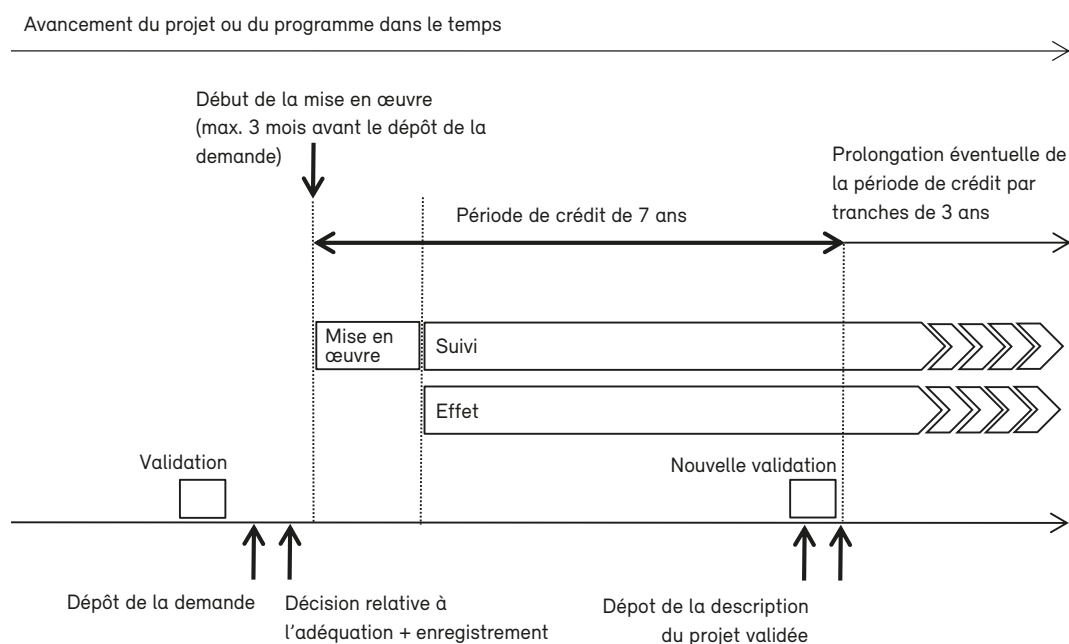 Avancement du projet ou du programme dans le temps
Début de la mise en œuvre
(max. 3 mois avant le dépôt de la
demande)
Prolongation éventuelle de
la période de crédit par
tranches de 3 ans
Période de crédit de 7 ans
Mise en
œuvre
Suivi
Effet
Validation
Nouvelle validation
Dépôt de la demande
Décision relative à
l'adéquation + enregistrement
Dépot de la description
du projet validée